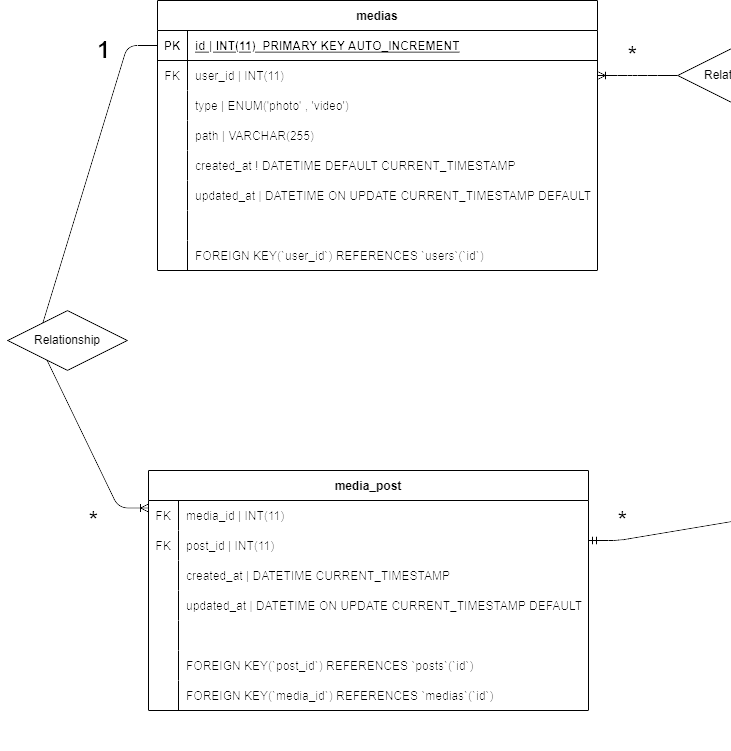 medias
1
PK id | INT(11) PRIMARY KEY AUTO_INCREMENT
*
FK user_id | INT(11)
type | ENUM('photo' , 'video')
path | VARCHAR(255)
created_at ! DATETIME DEFAULT CURRENT_TIMESTAMP
updated_at | DATETIME ON UPDATE CURRENT_TIMESTAMP DEFAULT
FOREIGN KEY(`user_id`) REFERENCES `users`(`id`)
Relat
Relationship
media_post
*
FK media_id | INT(11)
*
FK post_id | INT(11)
created_at | DATETIME CURRENT_TIMESTAMP
updated_at | DATETIME ON UPDATE CURRENT_TIMESTAMP DEFAULT
FOREIGN KEY(`post_id`) REFERENCES `posts`(`id`)
FOREIGN KEY(`media_id`) REFERENCES `medias`(`id`)